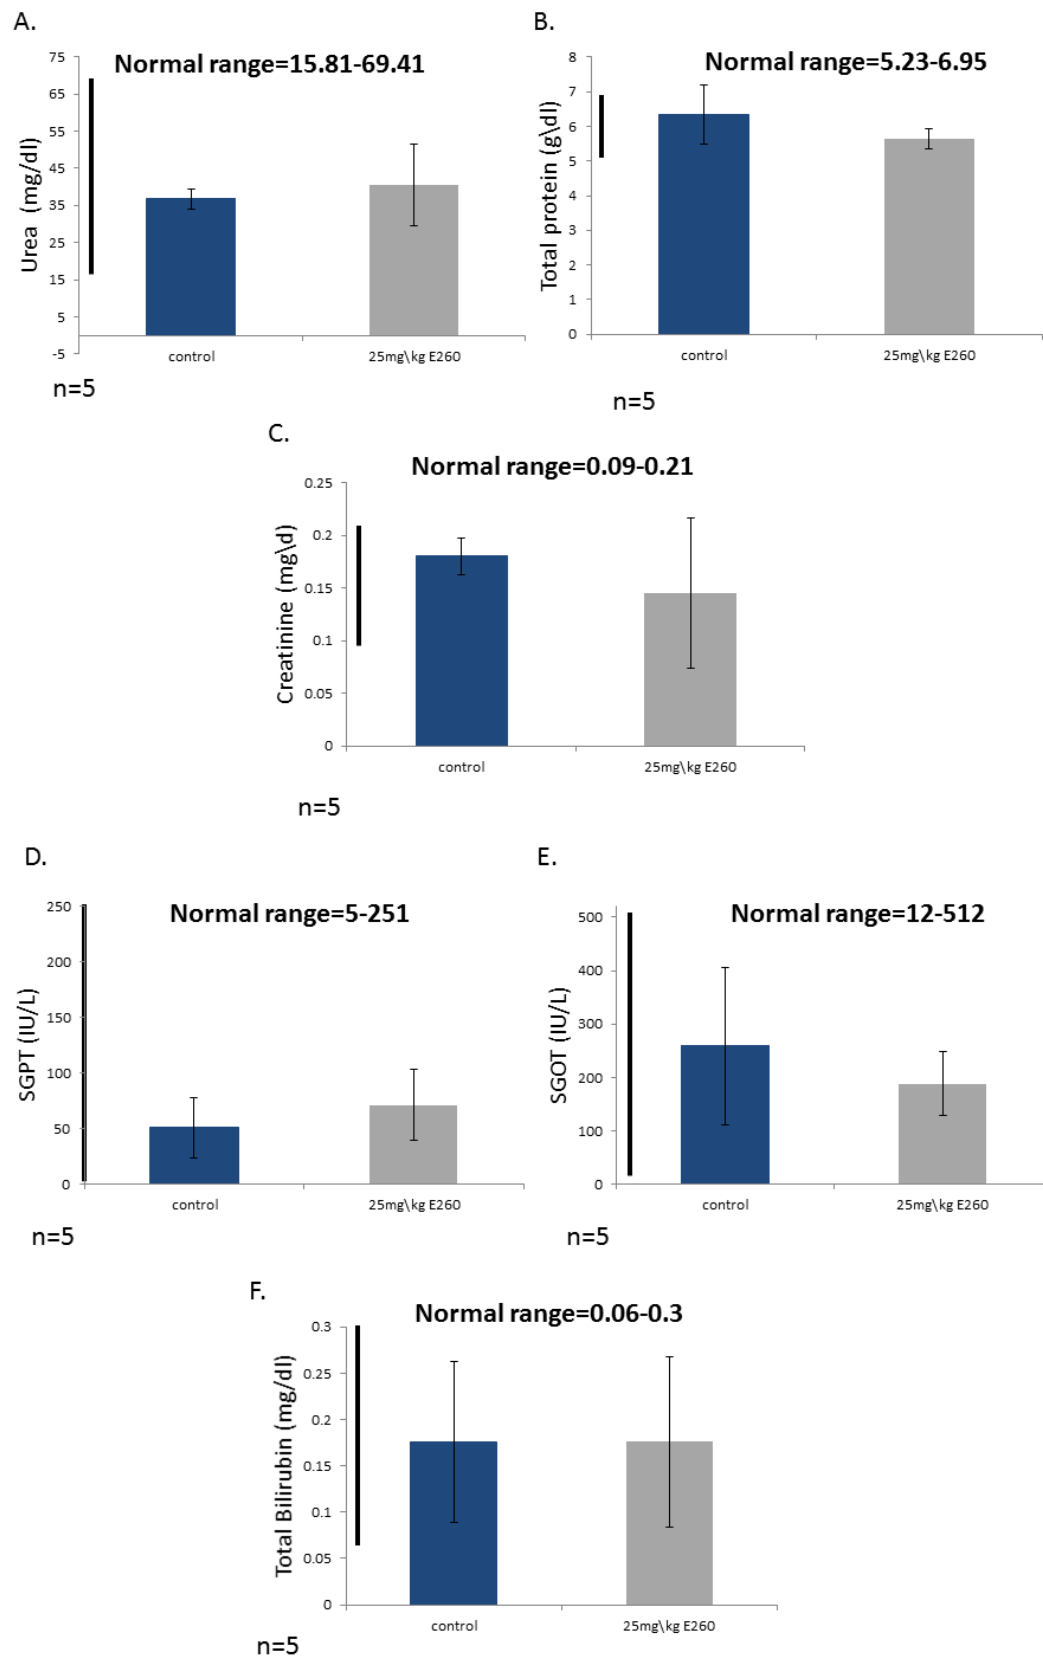 A.
Normal range=15.81-69.41
Urea (mg/dl)
75
65
55
45
35
25
15
5
-5
control
25mg\kg E260
n=5
B.
Normal range=5.23-6.95
Total protein (g\dl)
8
7
6
5
4
3
2
1
0
control
25mg\kg E260
n=5
C.
Normal range=0.09-0.21
Creatinine (mg\d)
0.25
0.2
0.15
0.1
0.05
0
control
25mg\kg E260
n=5
D.
Normal range=5-251
SGPT (IU/L)
250
200
150
100
50
0
control
25mg\kg E260
n=5
E.
Normal range=12-512
SGOT (IU/L)
500
400
300
200
100
0
control
25mg\kg E260
n=5
F.
Normal range=0.06-0.3
Total Bilirubin (mg/dl)
0.3
0.25
0.2
0.15
0.1
0.05
0
control
25mg\kg E260
n=5